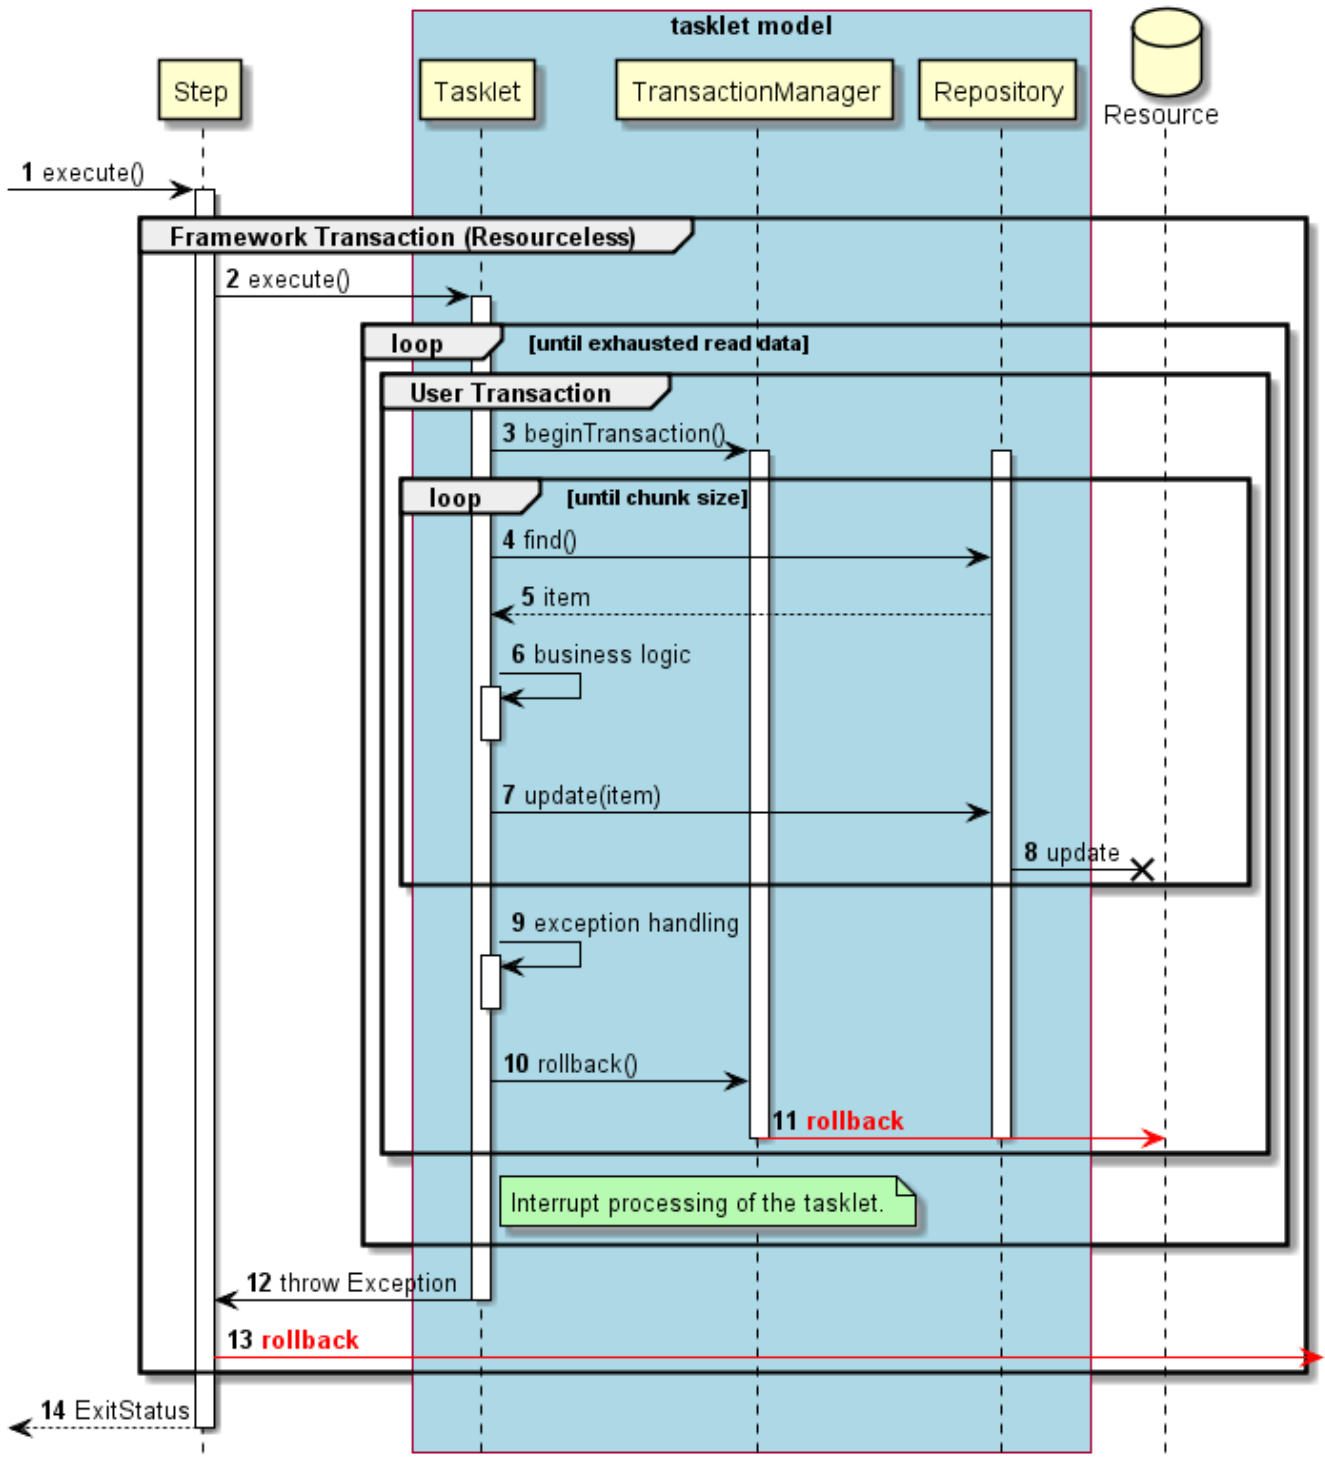 tasklet model
Step
Tasklet
TransactionManager
Repository
Resource
1 execute()
Framework Transaction (Resourceless)
2 execute()
loop [until exhausted read data]
User Transaction
3 beginTransaction()
loop [until chunk size]
4 find()
5 item
6 business logic
7 update(item)
8 update
9 exception handling
10 rollback()
11 rollback
Interrupt processing of the tasklet.
12 throw Exception
13 rollback
14 ExitStatus